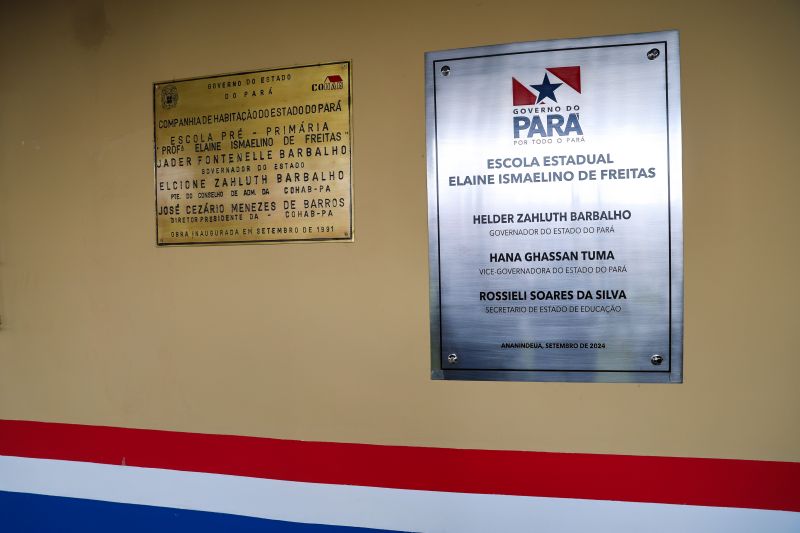 GOVERNO DO ESTADO
DO PARÁ
COHAB
COMPANHIA DE HABITAÇÃO DO ESTADO DO PARÁ
ESCOLA PRÉ - PRIMÁRIA
"PROFª ELAINE ISMAELINO DE FREITAS"
JADER FONTENELLE BARBALHO
GOVERNADOR DO ESTADO
ELCIONE ZAHLUTH BARBALHO
PTE. DO CONSELHO DE ADM. DA COHAB-PA
JOSÉ CEZÁRIO MENEZES DE BARROS
DIRETOR PRESIDENTE DA - COHAB-PA
OBRA INAUGURADA EM SETEMBRO DE 1991
GOVERNO DO
PARÁ
POR TODO O PARÁ
ESCOLA ESTADUAL
ELAINE ISMAELINO DE FREITAS
HELDER ZAHLUTH BARBALHO
GOVERNADOR DO ESTADO DO PARÁ
HANA GHASSAN TUMA
VICE-GOVERNADORA DO ESTADO DO PARÁ
ROSSIELI SOARES DA SILVA
SECRETARIO DE ESTADO DE EDUCAÇÃO
ANANINDEUA, SETEMBRO DE 2024